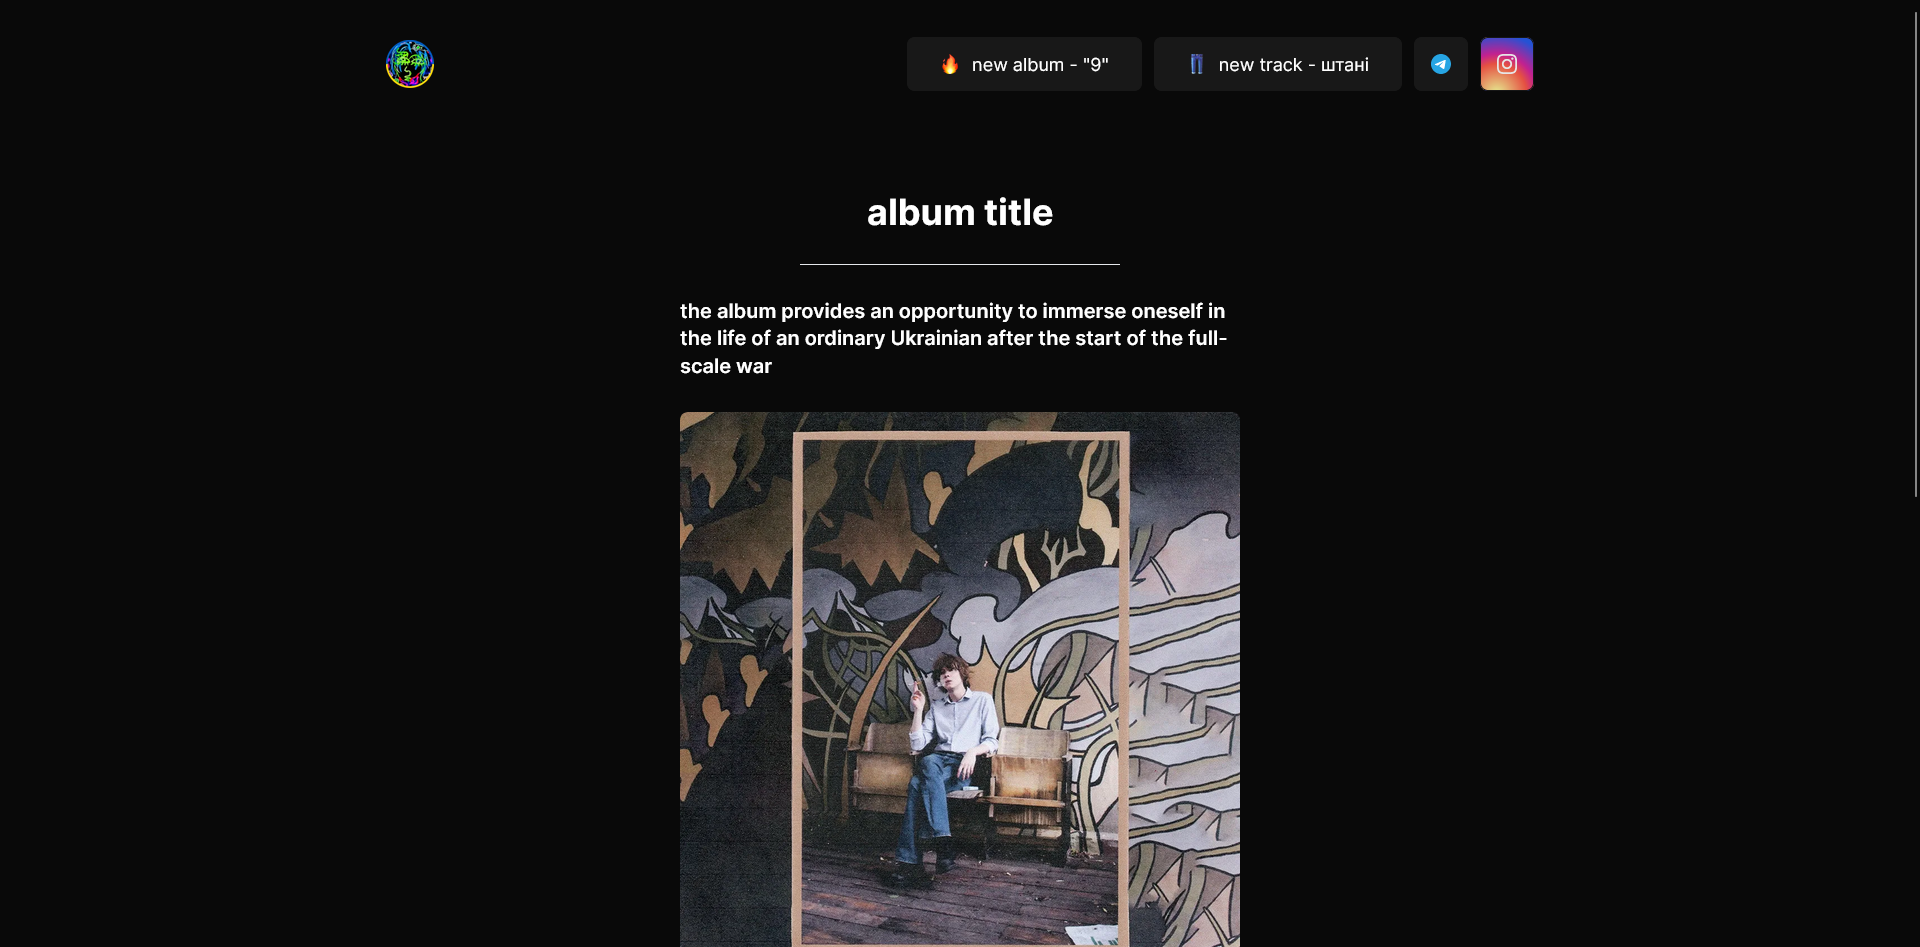 new album - "9"
new track - штані
album title
the album provides an opportunity to immerse oneself in
the life of an ordinary Ukrainian after the start of the full-
scale war